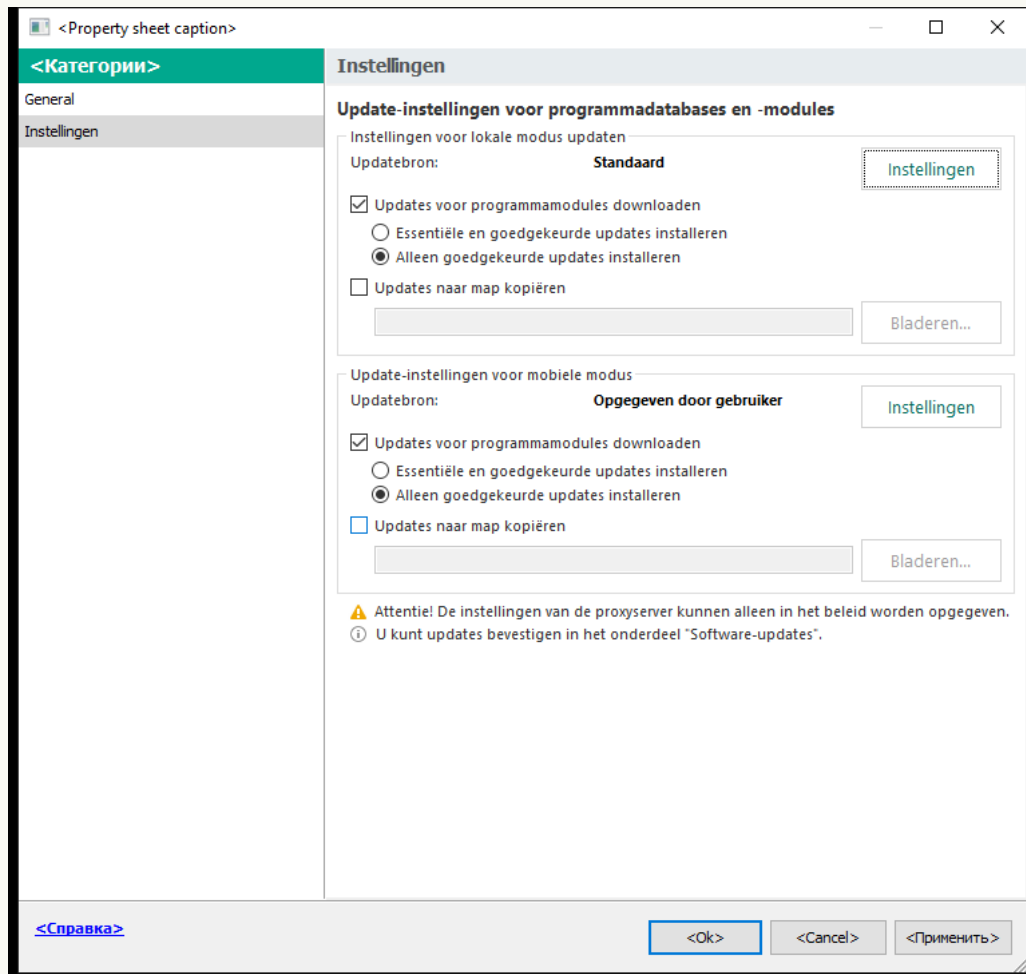 <Property sheet caption>
<Категории>
General
Instellingen
Instellingen
Update-instellingen voor programmadatabases en -modules
Instellingen voor lokale modus updaten
Updatebron: Standaard Instellingen
Updates voor programmamodules downloaden
Essentiële en goedgekeurde updates installeren
Alleen goedgekeurde updates installeren
Updates naar map kopiëren
Bladeren...
Update-instellingen voor mobiele modus
Updatebron: Opgegeven door gebruiker Instellingen
Updates voor programmamodules downloaden
Essentiële en goedgekeurde updates installeren
Alleen goedgekeurde updates installeren
Updates naar map kopiëren
Bladeren...
Attentie! De instellingen van de proxyserver kunnen alleen in het beleid worden opgegeven.
U kunt updates bevestigen in het onderdeel "Software-updates".
<Справка>
<Ok> <Cancel> <Применить>